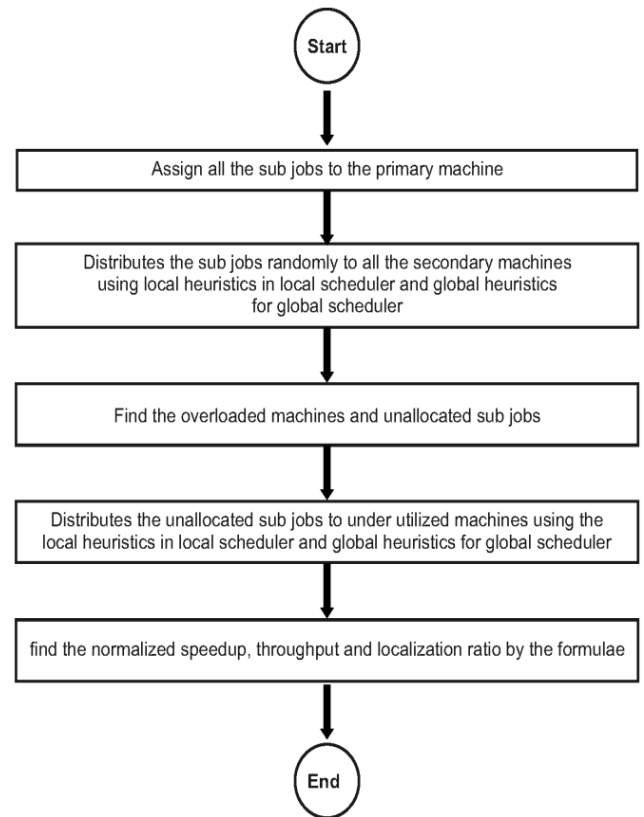 Start
Assign all the sub jobs to the primary machine
Distributes the sub jobs randomly to all the secondary machines
using local heuristics in local scheduler and global heuristics
for global scheduler
Find the overloaded machines and unallocated sub jobs
Distributes the unallocated sub jobs to under utilized machines using the
local heuristics in local scheduler and global heuristics for global scheduler
find the normalized speedup, throughput and localization ratio by the formulae
End